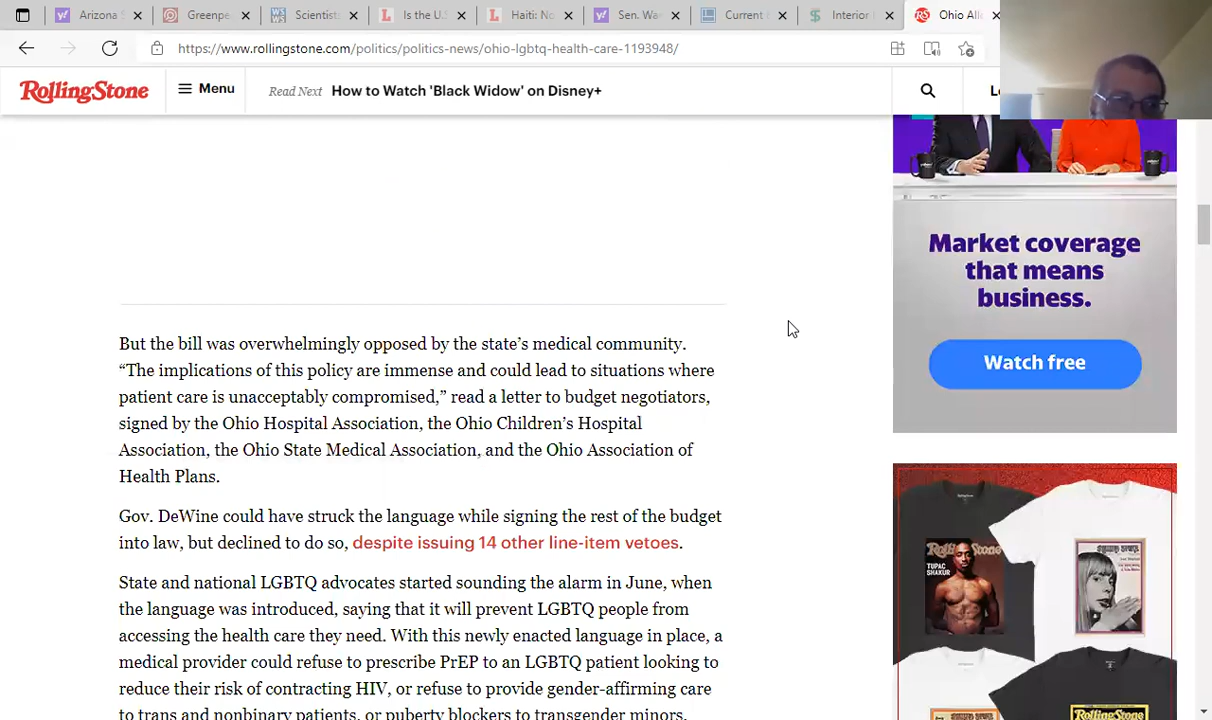 Arizona S
Greenpe
Scientists
Is the U.S
Haiti: No
Sen. Wa
Current
Interior
Ohio All
https://www.rollingstone.com/politics/politics-news/ohio-lgbtq-health-care-1193948/
RollingStone
Menu
Read Next How to Watch 'Black Widow' on Disney+
Market coverage
that means
business.
Watch free
But the bill was overwhelmingly opposed by the state’s medical community.
“The implications of this policy are immense and could lead to situations where
patient care is unacceptably compromised,” read a letter to budget negotiators,
signed by the Ohio Hospital Association, the Ohio Children’s Hospital
Association, the Ohio State Medical Association, and the Ohio Association of
Health Plans.
Gov. DeWine could have struck the language while signing the rest of the budget
into law, but declined to do so, despite issuing 14 other line-item vetoes.
State and national LGBTQ advocates started sounding the alarm in June, when
the language was introduced, saying that it will prevent LGBTQ people from
accessing the health care they need. With this newly enacted language in place, a
medical provider could refuse to prescribe PrEP to an LGBTQ patient looking to
reduce their risk of contracting HIV, or refuse to provide gender-affirming care
to trans and nonbinary patients, or puberty blockers to transgender minors.
RollingStone
TUPAC
SHAKUR
RollingStone